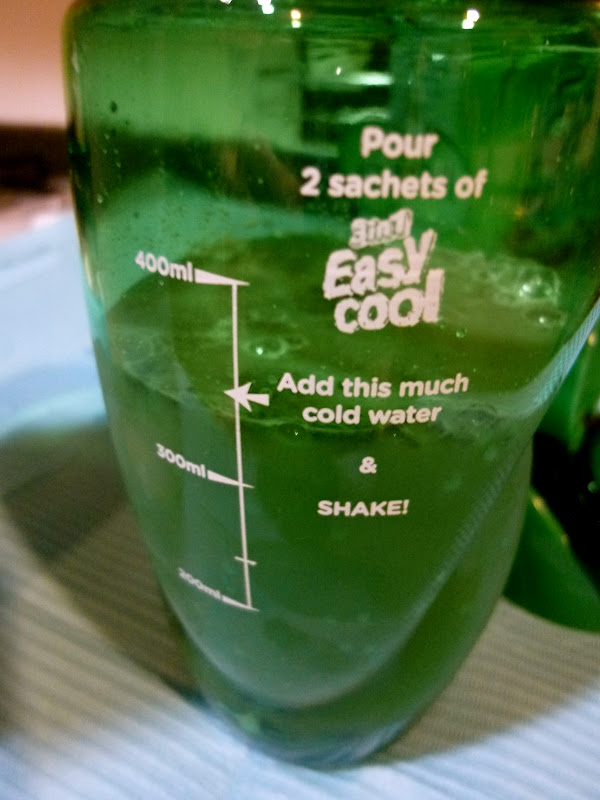 Pour
2 sachets of
3in1
Easy
cool
400ml
Add this much
cold water
300ml
&
SHAKE!
200ml